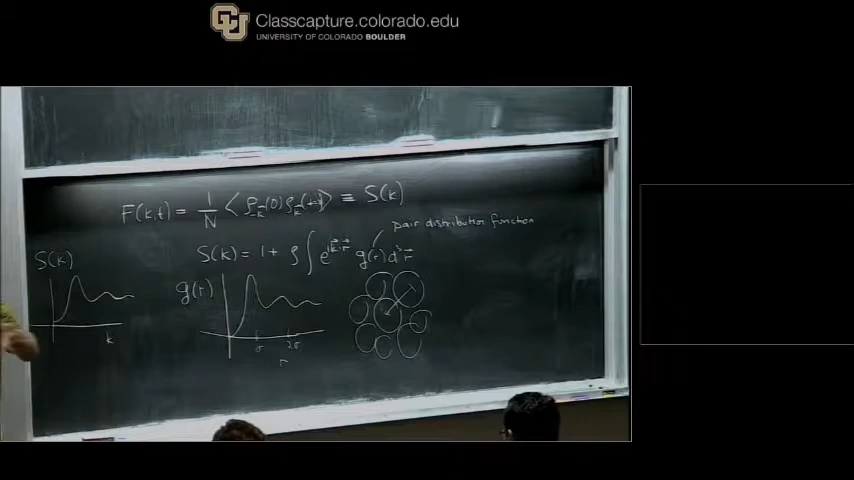 Classcapture.colorado.edu
UNIVERSITY OF COLORADO BOULDER
F(k,t) = 1/N < ρ_-k(0) ρ_k(t) > ≡ S(k)
pair distribution function
S(k) = 1 + ρ ∫ e^{ik·r} g(r) d³r
S(k)
g(r)
k
σ
2σ
r